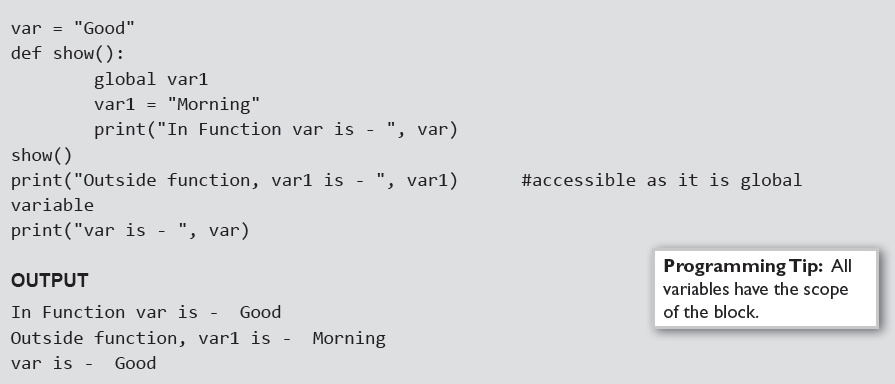 var = "Good"
def show():
        global var1
        var1 = "Morning"
        print("In Function var is - ", var)
show()
print("Outside function, var1 is - ", var1)      #accessible as it is global
variable
print("var is - ", var)
OUTPUT
In Function var is -  Good
Outside function, var1 is -  Morning
var is -  Good
Programming Tip: All
variables have the scope
of the block.